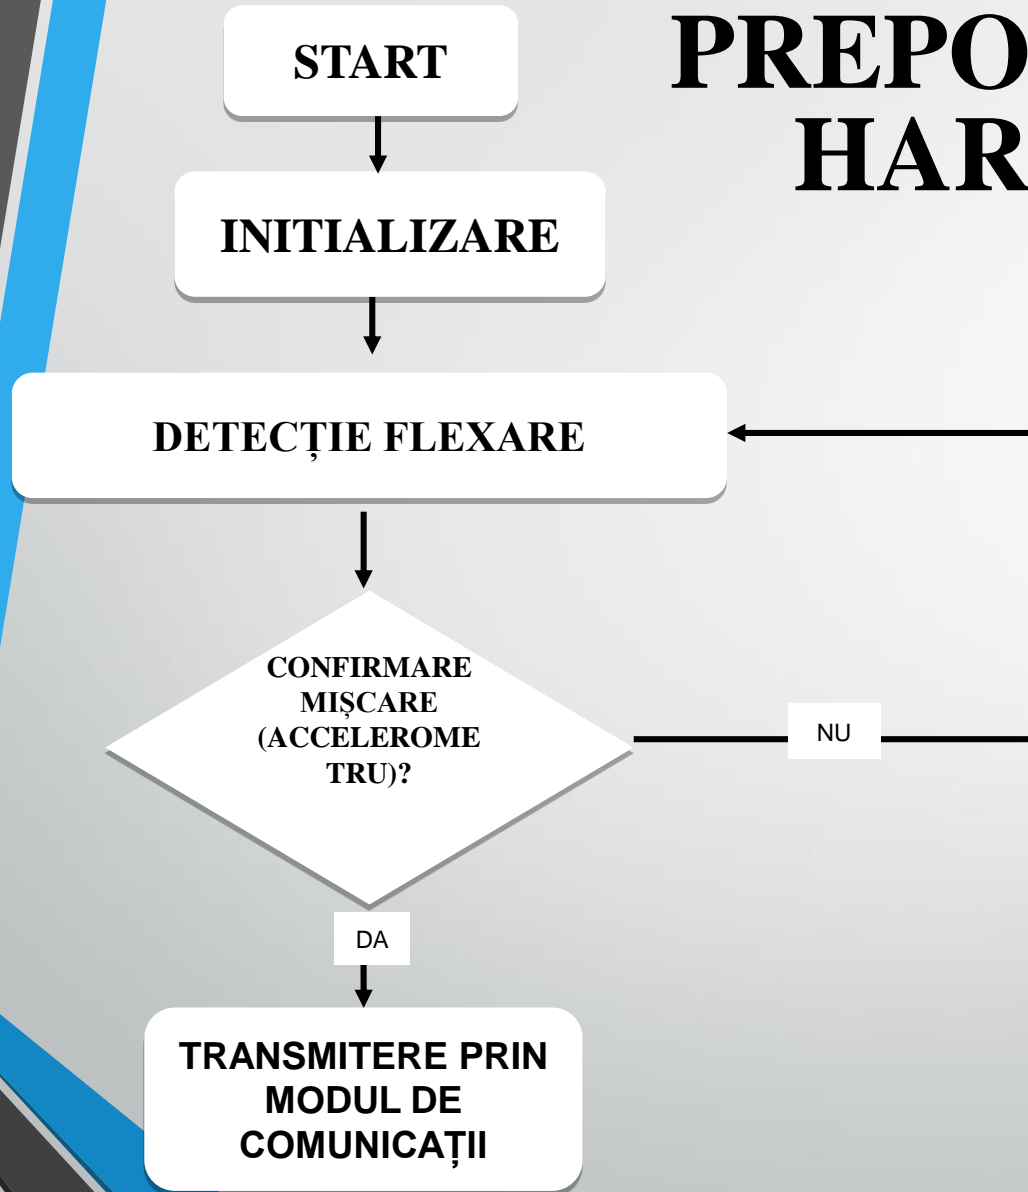 START
PREPO
HAR
INITIALIZARE
DETECȚIE FLEXARE
CONFIRMARE
MIȘCARE
(ACCELEROME
TRU)?
NU
DA
TRANSMITERE PRIN
MODUL DE
COMUNICAȚII